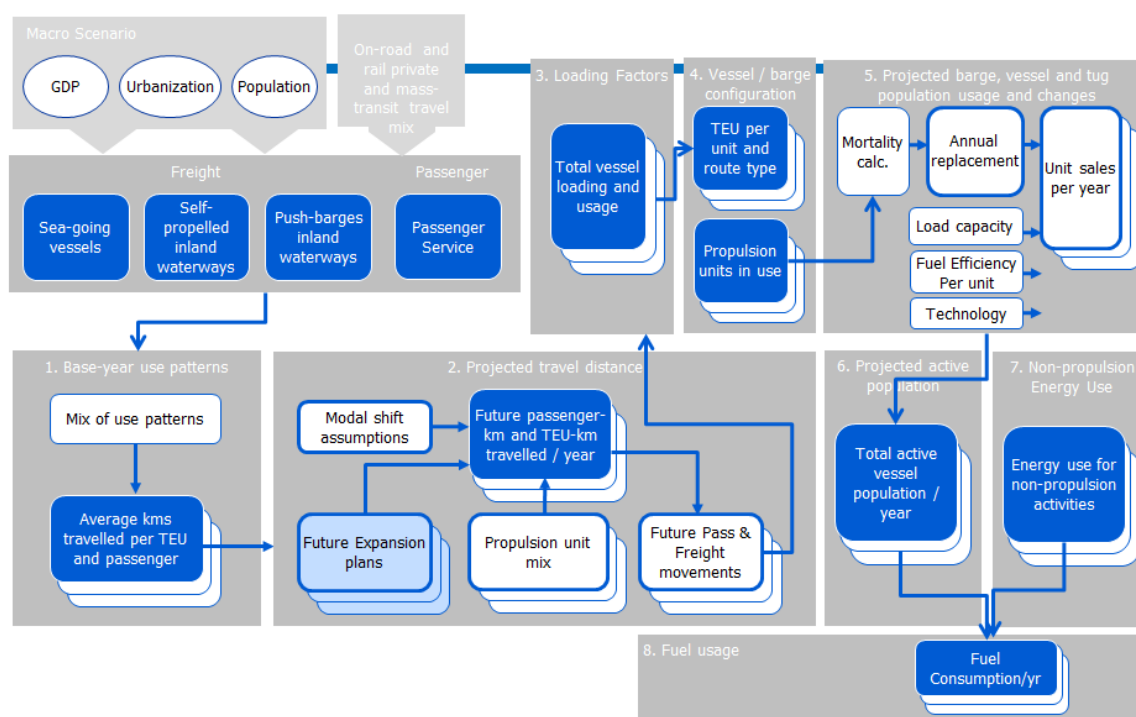 Macro Scenario
GDP
Urbanization
Population
On-road and
rail private
and mass-
transit travel
mix
Freight
Passenger
Sea-going
vessels
Self-
propelled
inland
waterways
Push-barges
inland
waterways
Passenger
Service
3. Loading Factors
Total vessel
loading and
usage
4. Vessel / barge
configuration
TEU per
unit and
route type
Propulsion
units in use
5. Projected barge, vessel and tug
population usage and changes
Mortality
calc.
Annual
replacement
Unit sales
per year
Load capacity
Fuel Efficiency
Per unit
Technology
1. Base-year use patterns
Mix of use patterns
Average kms
travelled per TEU
and passenger
2. Projected travel distance
Modal shift
assumptions
Future passenger-
km and TEU-km
travelled / year
Future Expansion
plans
Propulsion unit
mix
Future Pass &
Freight
movements
6. Projected active
population
Total active
vessel
population /
year
7. Non-propulsion
Energy Use
Energy use for
non-propulsion
activities
8. Fuel usage
Fuel
Consumption/yr